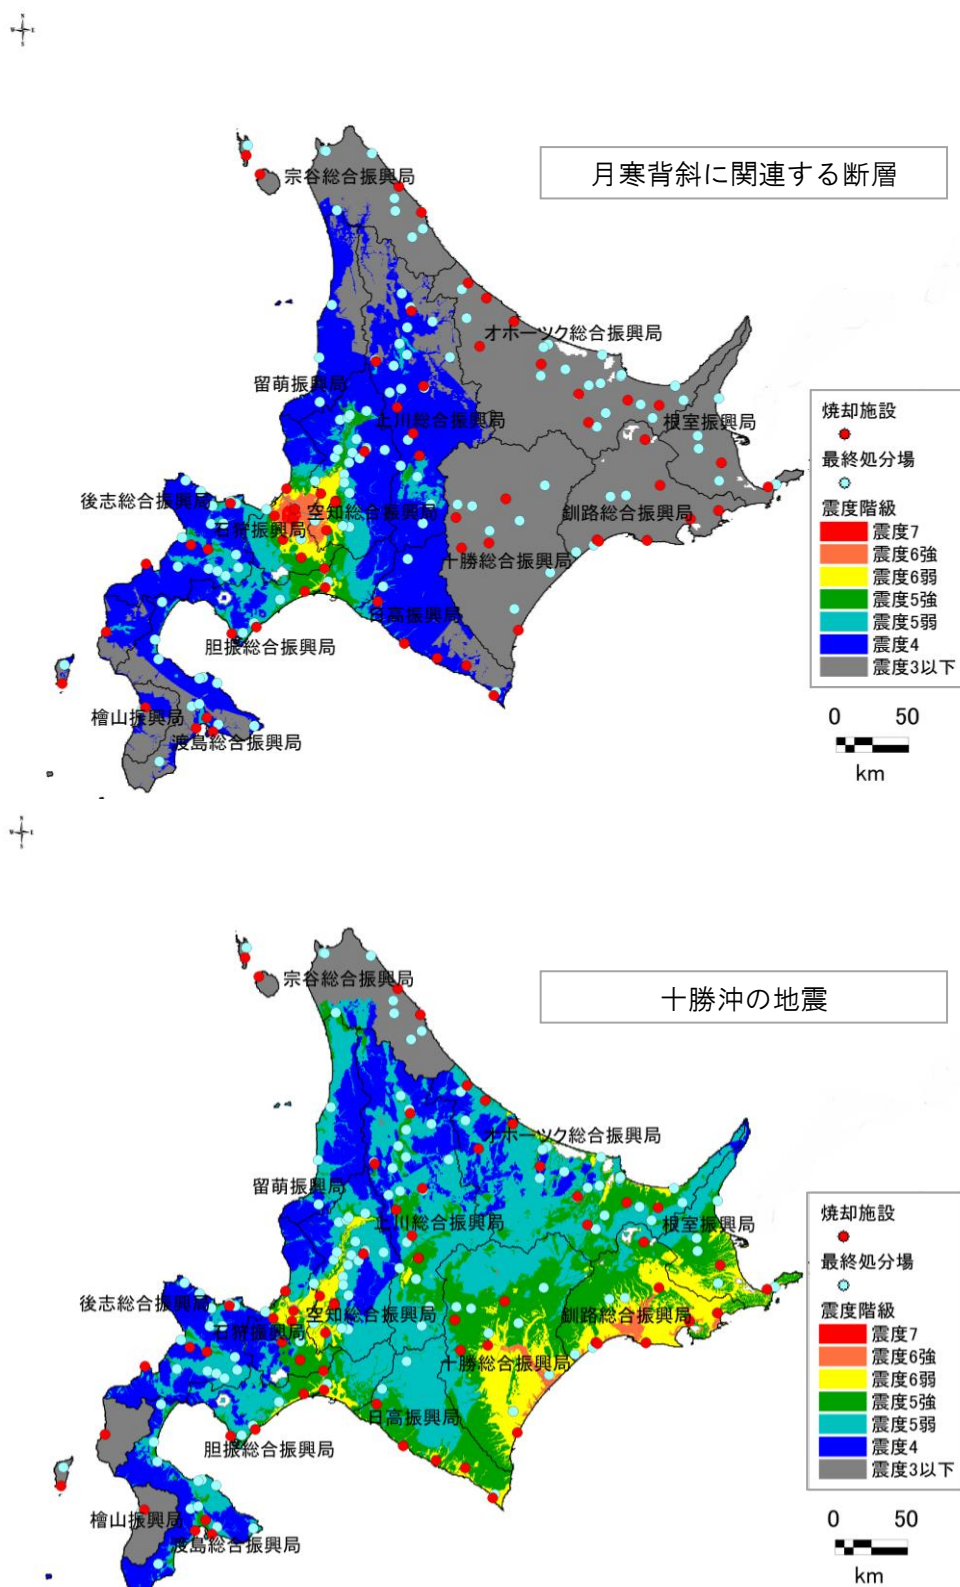 月寒背斜に関連する断層
宗谷総合振興局
オホーツク総合振興局
留萌振興局
上川総合振興局
根室振興局
後志総合振興局
石狩振興局
空知総合振興局
釧路総合振興局
十勝総合振興局
日高振興局
胆振総合振興局
檜山振興局
渡島総合振興局
焼却施設
最終処分場
震度階級
震度7
震度6強
震度6弱
震度5強
震度5弱
震度4
震度3以下
0 50
km
十勝沖の地震
宗谷総合振興局
オホーツク総合振興局
留萌振興局
上川総合振興局
根室振興局
後志総合振興局
石狩振興局
空知総合振興局
釧路総合振興局
十勝総合振興局
日高振興局
胆振総合振興局
檜山振興局
渡島総合振興局
焼却施設
最終処分場
震度階級
震度7
震度6強
震度6弱
震度5強
震度5弱
震度4
震度3以下
0 50
km